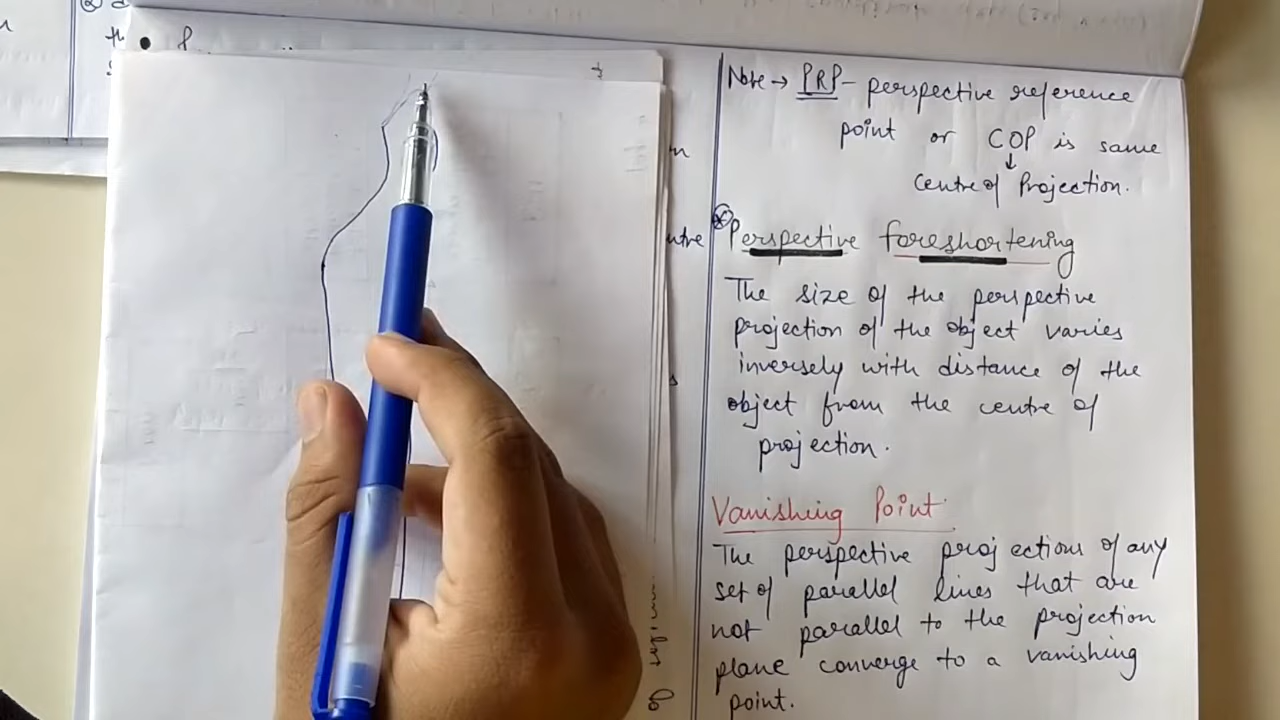 Note → PRP - perspective reference
point or COP is same
↓
Centre of Projection.
Perspective foreshortening
The size of the perspective
projection of the object varies
inversely with distance of the
object from the centre of
projection.
Vanishing Point
The perspective projections of any
set of parallel lines that are
not parallel to the projection
plane converge to a vanishing
point.